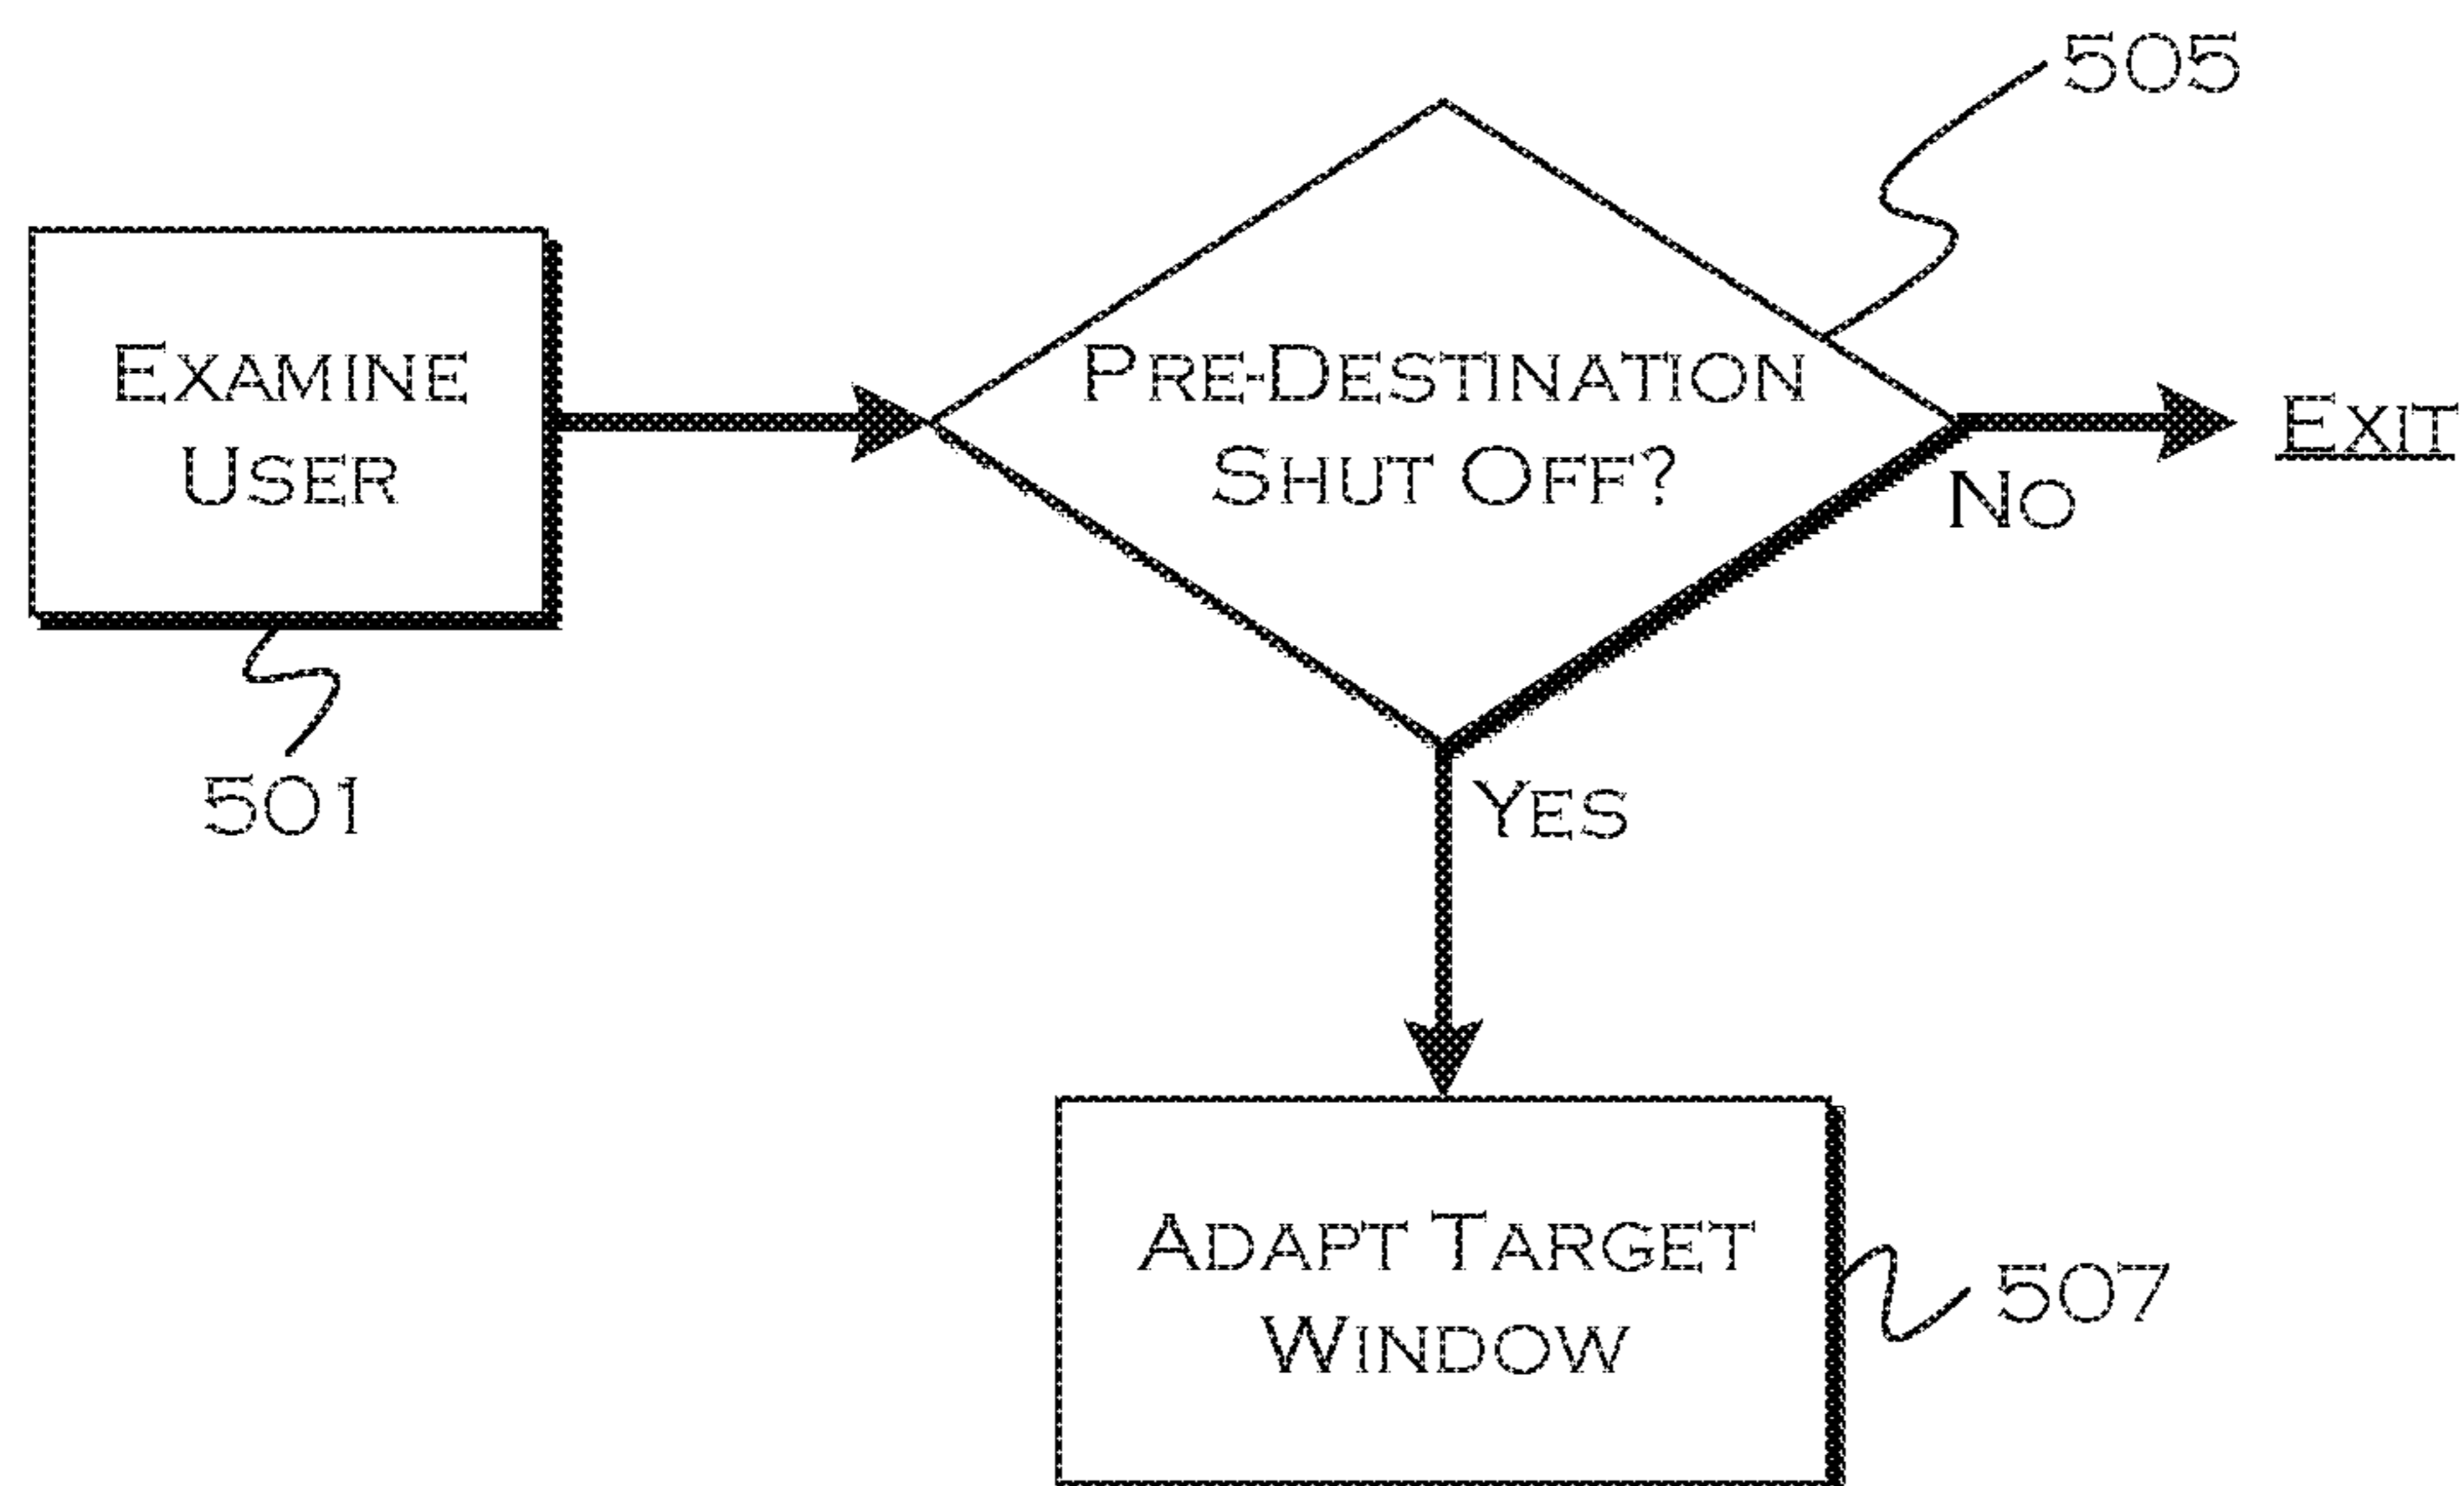 505
EXAMINE
USER
PRE-DESTINATION
SHUT OFF?
EXIT
NO
501
YES
ADAPT TARGET
WINDOW
507